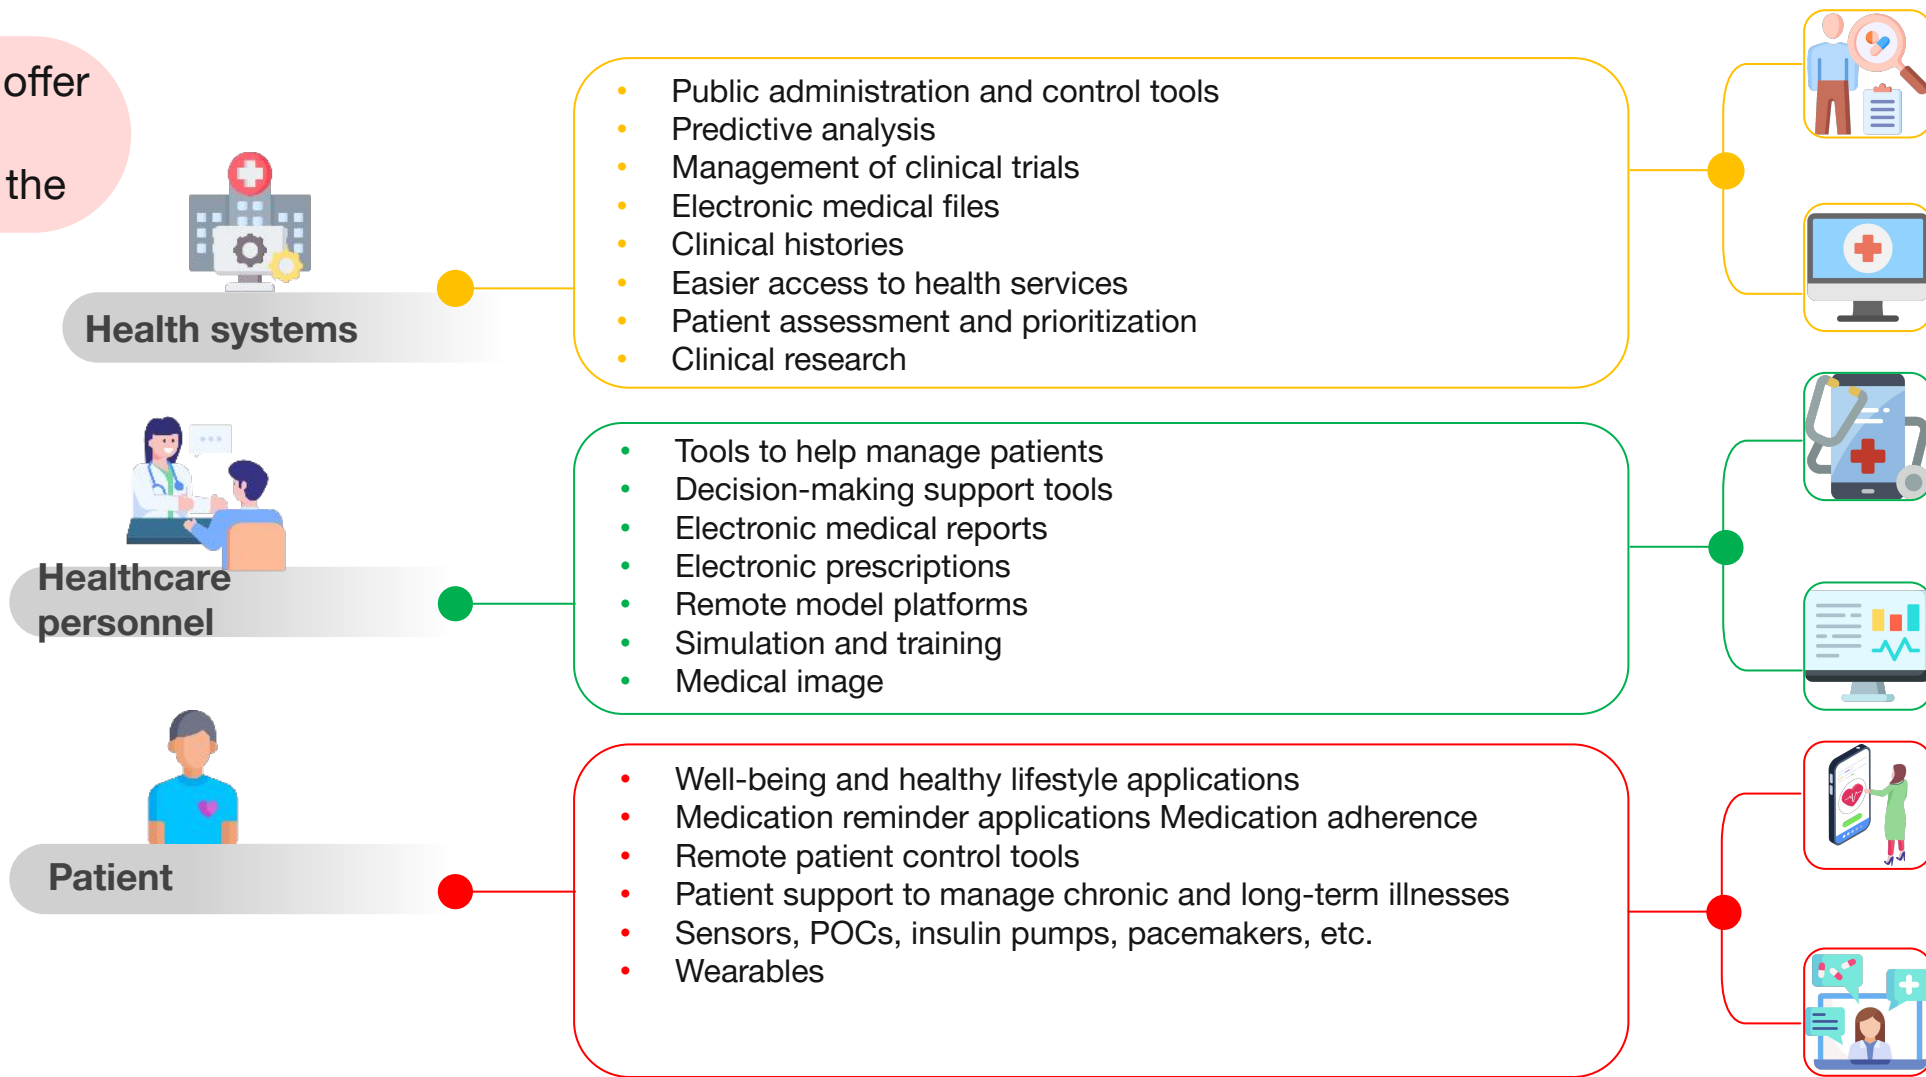 offer
the
Health systems
• Public administration and control tools
• Predictive analysis
• Management of clinical trials
• Electronic medical files
• Clinical histories
• Easier access to health services
• Patient assessment and prioritization
• Clinical research
Healthcare
personnel
• Tools to help manage patients
• Decision-making support tools
• Electronic medical reports
• Electronic prescriptions
• Remote model platforms
• Simulation and training
• Medical image
Patient
• Well-being and healthy lifestyle applications
• Medication reminder applications Medication adherence
• Remote patient control tools
• Patient support to manage chronic and long-term illnesses
• Sensors, POCs, insulin pumps, pacemakers, etc.
• Wearables